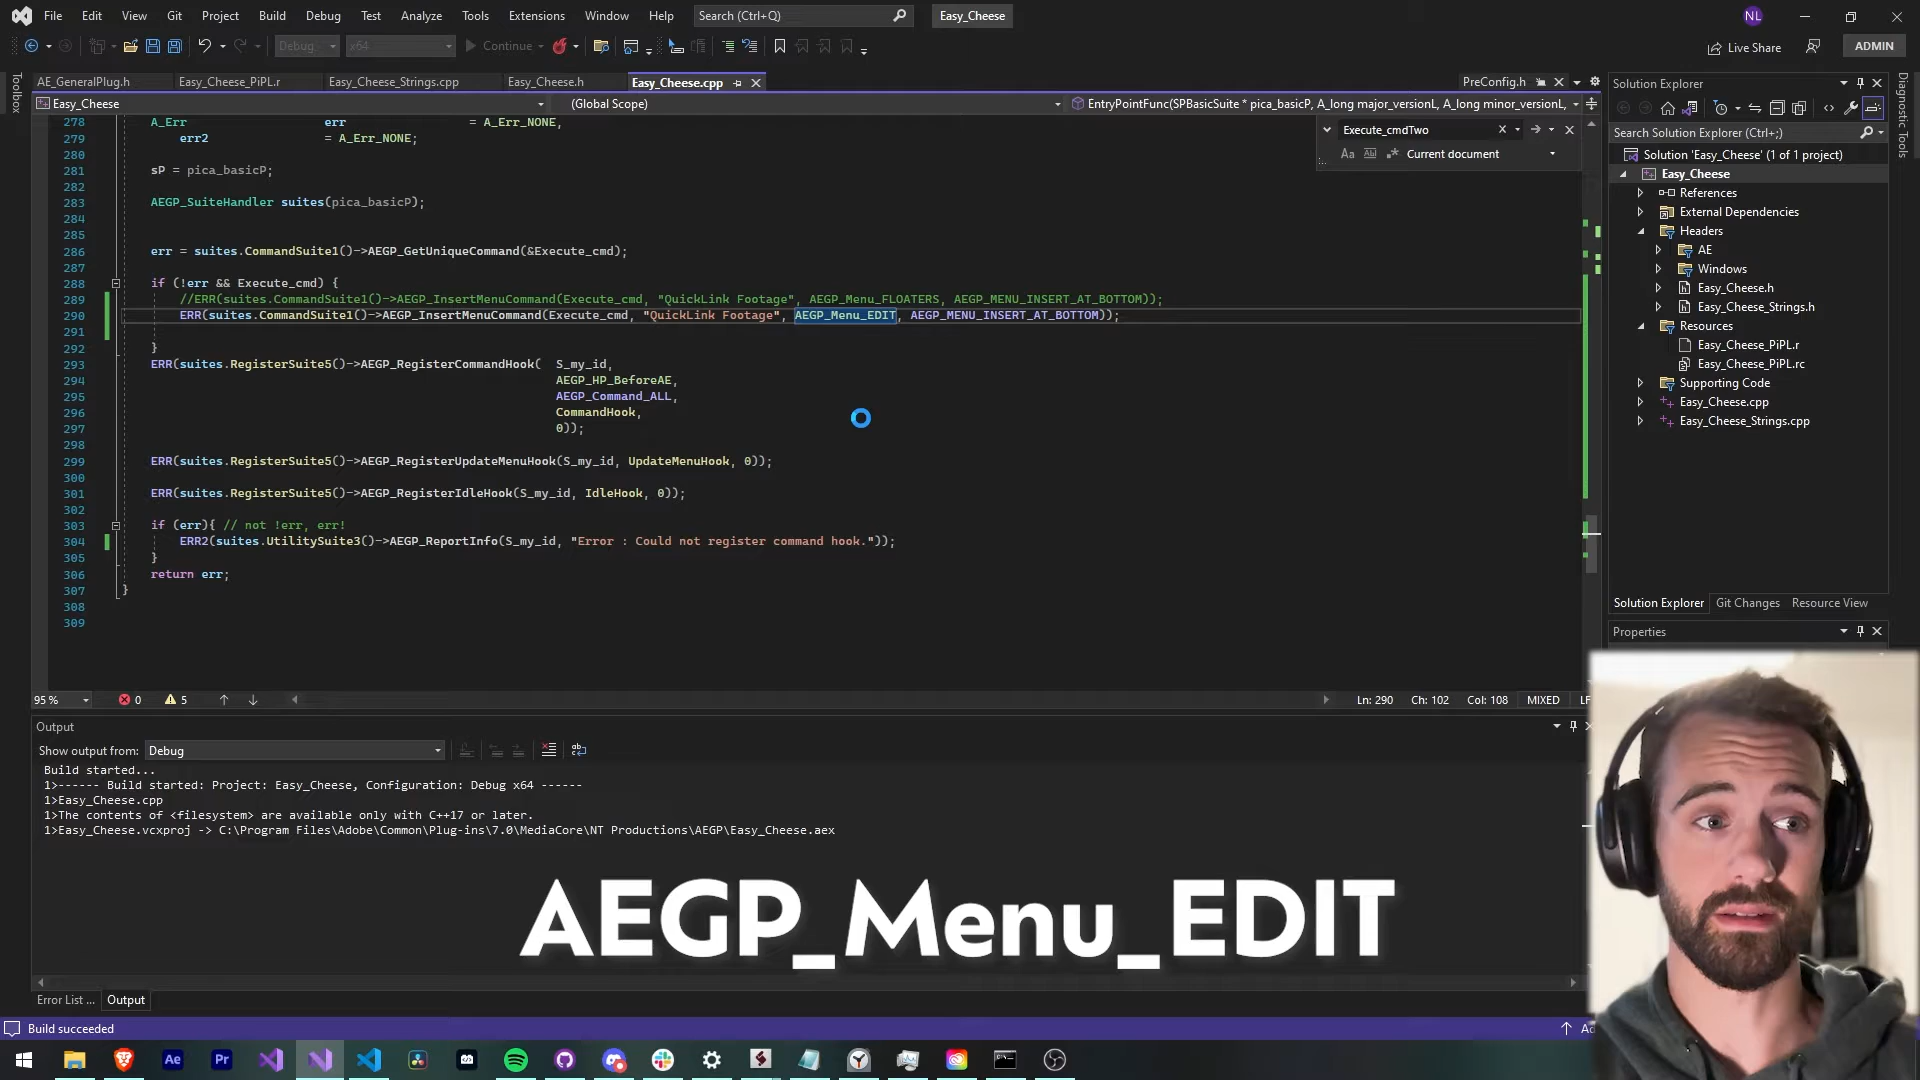 File Edit View Git Project Build Debug Test Analyze Tools Extensions Window Help Search (Ctrl+Q) Easy_Cheese NL
Debug x64 Continue Live Share ADMIN
AE_GeneralPlug.h Easy_Cheese_PiPL.r Easy_Cheese_Strings.cpp Easy_Cheese.h Easy_Cheese.cpp PreConfig.h
Easy_Cheese (Global Scope) EntryPointFunc(SPBasicSuite * pica_basicP, A_long major_versionL, A_long minor_versionL,
Toolbox
Execute_cmdTwo
Aa Ab Current document
278 A_Err err = A_Err_NONE,
279 err2 = A_Err_NONE;
280
281 sP = pica_basicP;
282
283 AEGP_SuiteHandler suites(pica_basicP);
284
285
286 err = suites.CommandSuite1()->AEGP_GetUniqueCommand(&Execute_cmd);
287
288 if (!err && Execute_cmd) {
289 //ERR(suites.CommandSuite1()->AEGP_InsertMenuCommand(Execute_cmd, "QuickLink Footage", AEGP_Menu_FLOATERS, AEGP_MENU_INSERT_AT_BOTTOM));
290 ERR(suites.CommandSuite1()->AEGP_InsertMenuCommand(Execute_cmd, "QuickLink Footage", AEGP_Menu_EDIT, AEGP_MENU_INSERT_AT_BOTTOM));
291
292 }
293 ERR(suites.RegisterSuite5()->AEGP_RegisterCommandHook( S_my_id,
294 AEGP_HP_BeforeAE,
295 AEGP_Command_ALL,
296 CommandHook,
297 0));
298
299 ERR(suites.RegisterSuite5()->AEGP_RegisterUpdateMenuHook(S_my_id, UpdateMenuHook, 0));
300
301 ERR(suites.RegisterSuite5()->AEGP_RegisterIdleHook(S_my_id, IdleHook, 0));
302
303 if (err){ // not !err, err!
304 ERR2(suites.UtilitySuite3()->AEGP_ReportInfo(S_my_id, "Error : Could not register command hook."));
305 }
306 return err;
307 }
308
309
95 % 0 5 Ln: 290 Ch: 102 Col: 108 MIXED LF
Solution Explorer
Search Solution Explorer (Ctrl+;)
Solution 'Easy_Cheese' (1 of 1 project)
Easy_Cheese
References
External Dependencies
Headers
AE
Windows
Easy_Cheese.h
Easy_Cheese_Strings.h
Resources
Easy_Cheese_PiPL.r
Easy_Cheese_PiPL.rc
Supporting Code
Easy_Cheese.cpp
Easy_Cheese_Strings.cpp
Solution Explorer Git Changes Resource View
Properties
Diagnostic Tools
Output
Show output from: Debug
Build started...
1>------ Build started: Project: Easy_Cheese, Configuration: Debug x64 ------
1>Easy_Cheese.cpp
1>The contents of <filesystem> are available only with C++17 or later.
1>Easy_Cheese.vcxproj -> C:\Program Files\Adobe\Common\Plug-ins\7.0\MediaCore\NT Productions\AEGP\Easy_Cheese.aex
AEGP_Menu_EDIT
Error List ... Output
Build succeeded
Ae Pr